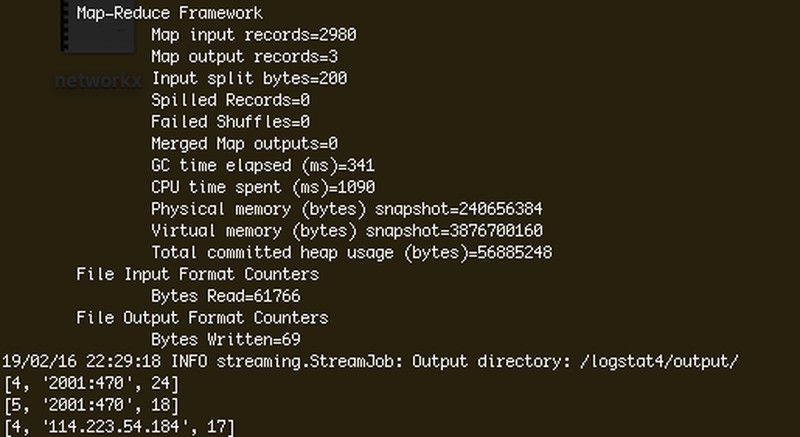 Map-Reduce Framework
Map input records=2980
Map output records=3
Input split bytes=200
Spilled Records=0
Failed Shuffles=0
Merged Map outputs=0
GC time elapsed (ms)=341
CPU time spent (ms)=1090
Physical memory (bytes) snapshot=240656384
Virtual memory (bytes) snapshot=3876700160
Total committed heap usage (bytes)=56885248
File Input Format Counters
Bytes Read=61766
File Output Format Counters
Bytes Written=69
19/02/16 22:29:18 INFO streaming.StreamJob: Output directory: /logstat4/output/
[4, '2001:470', 24]
[5, '2001:470', 18]
[4, '114.223.54.184', 17]
networkx